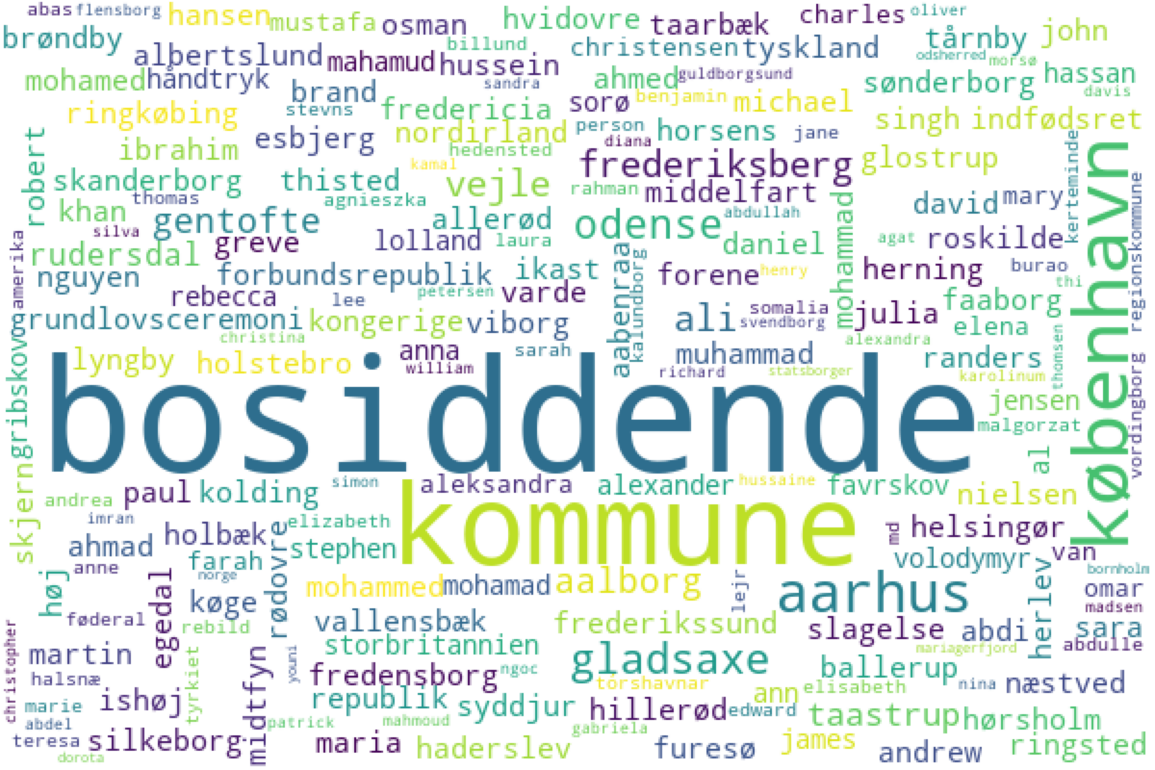 abas flensborg hansen mustafa osman hvidovre taarbæk charles oliver
brøndby albertslund billund christensen tyskland tårnby john
mohamed håndtryk mahamud hussein sandra ahmed guldborgsund odsherred morsø hassan
ringkøbing brand stevns fredericia sorø benjamin michael sønderborg davis
esbjerg nordirland person horsens jane singh indfødsret
robert ibrahim kamal hedensted diana frederiksberg glostrup kerteminde
skanderborg thomas thisted agnieszka vejle rahman middelfart david mary
khan silva gentofte allerød odense abdullah københavn
rudersdal greve lolland laura daniel mohammad agat roskilde regionskommune
amerika nguyen forbundsrepublik ikast aabenraa kalundborg forene henry herning burao thi
rebecca lee petersen varde somalia faaborg
grundlovsceremoni kongerige viborg ali svendborg julia elena
gribskov christina sarah alexandra thomsen
lyngby holstebro anna william muhammad richard statsborger randers karolinum vordingborg
bosiddende
jensen
malgorzat
skjern andrea paul kolding simon aleksandra alexander hussaine favrskov al nielsen
imran holbæk elizabeth kommune md helsingør
ahmad anne farah stephen volodymyr van
høj norge rødovre mohammed mohamad aalborg lejr aarhus herlev bornholm omar
egedal køge madsen
føderal rebild vallensbæk frederikssund slagelse abdi sara
christopher martin storbritannien mariagerfjord abdulle
halsnæ tyrkiet youni fredensborg ngoc gladsaxe ballerup nina næstved
ishøj midtfyn republik syddjur törshavnar ann elisabeth
marie abdel patrick mahmoud hillerød edward taastrup hørsholm
teresa silkeborg maria haderslev gabriela furesø james andrew ringsted
dorota